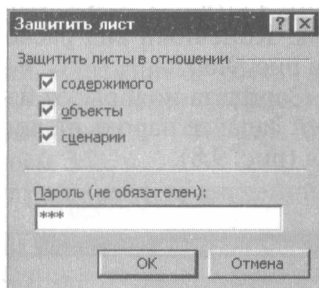 Защитить лист
Защитить листы в отношении
содержимого
объекты
сценарии
Пароль (не обязателен):
***
ОК
Отмена